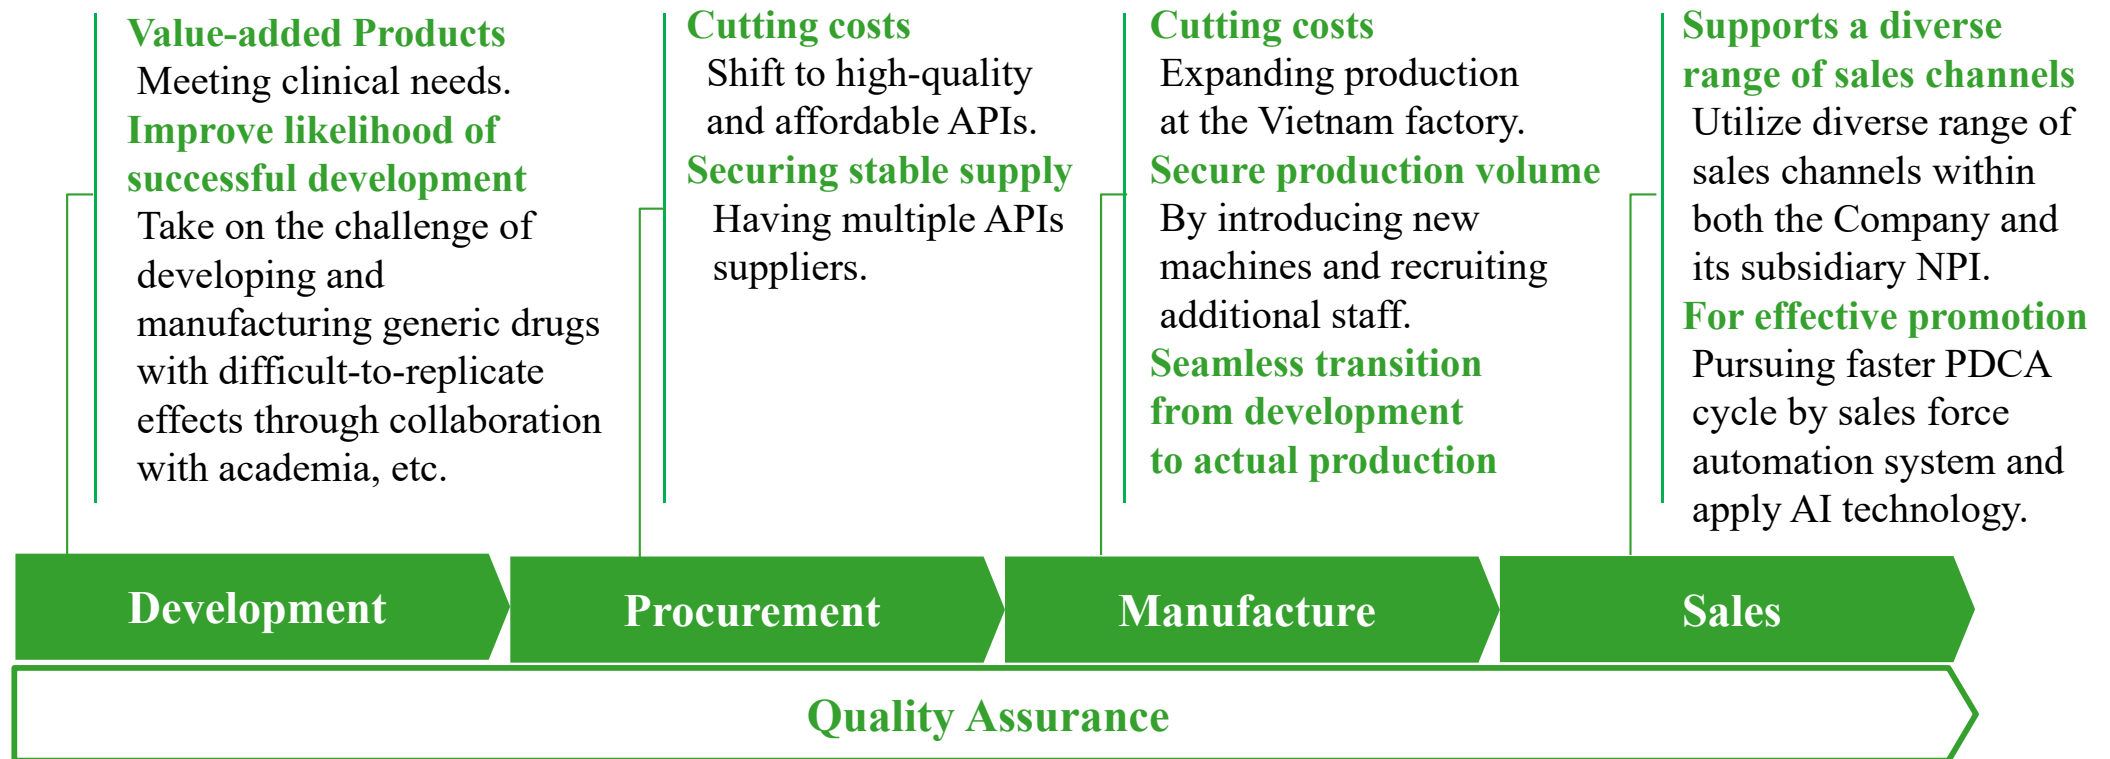 Value-added Products
Meeting clinical needs.
Improve likelihood of
successful development
Take on the challenge of
developing and
manufacturing generic drugs
with difficult-to-replicate
effects through collaboration
with academia, etc.
Cutting costs
Shift to high-quality
and affordable APIs.
Securing stable supply
Having multiple APIs
suppliers.
Cutting costs
Expanding production
at the Vietnam factory.
Secure production volume
By introducing new
machines and recruiting
additional staff.
Seamless transition
from development
to actual production
Supports a diverse
range of sales channels
Utilize diverse range of
sales channels within
both the Company and
its subsidiary NPI.
For effective promotion
Pursuing faster PDCA
cycle by sales force
automation system and
apply AI technology.
Development
Procurement
Manufacture
Sales
Quality Assurance